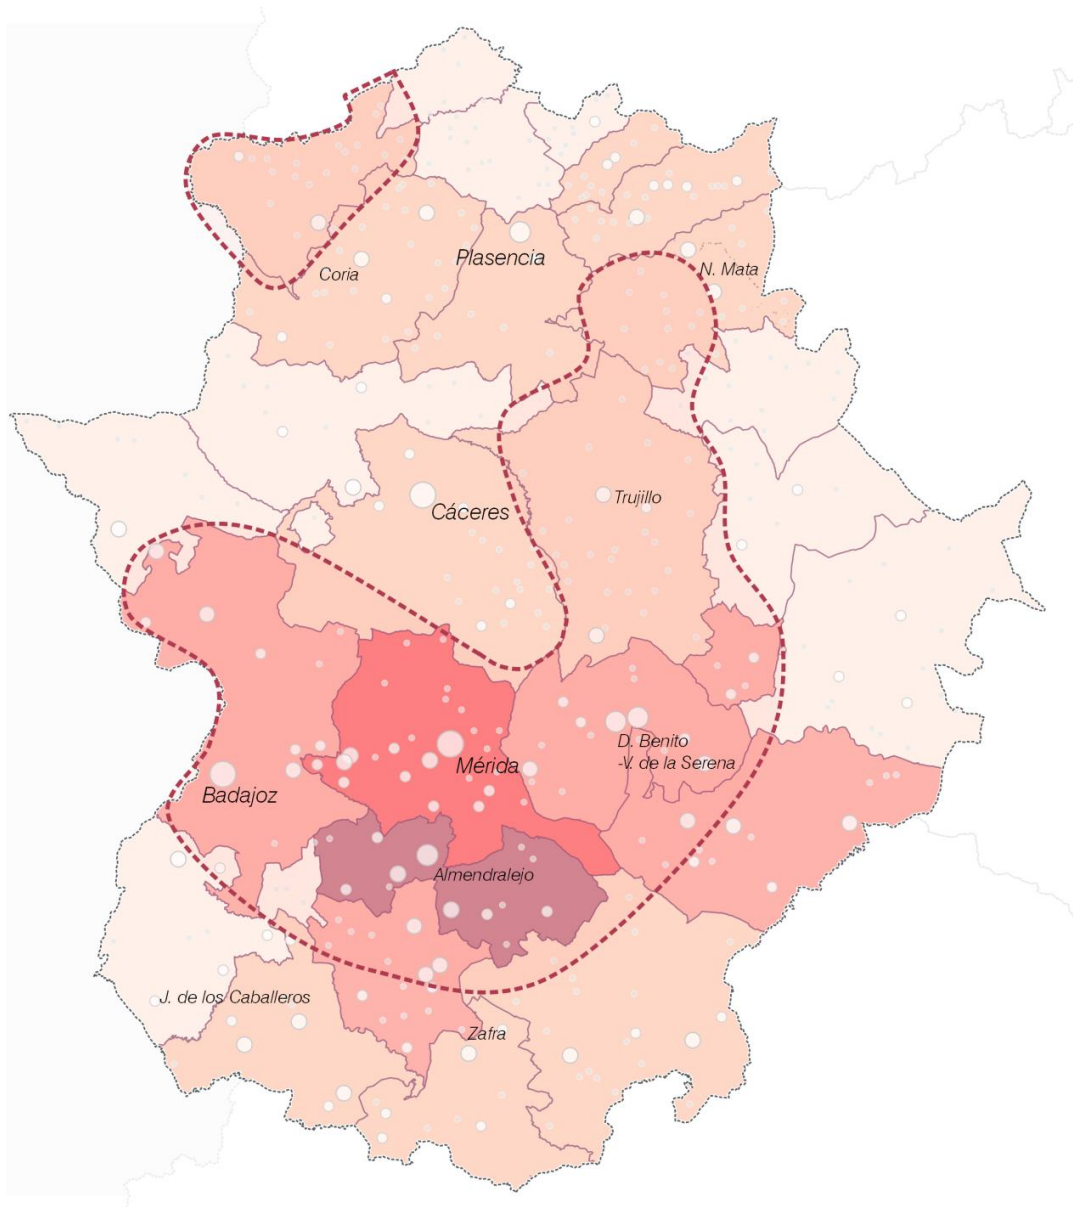 Plasencia
Coria
N. Mata
Trujillo
Cáceres
D. Benito
-V. de la Serena
Mérida
Badajoz
Almendralejo
J. de los Caballeros
Zafra